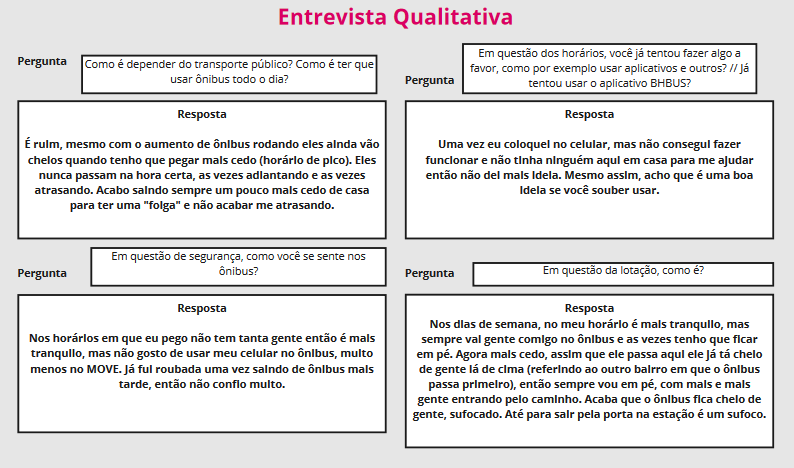 Entrevista Qualitativa
Pergunta
Como é depender do transporte público? Como é ter que
usar ônibus todo o dia?
Resposta
É ruim, mesmo com o aumento de ônibus rodando eles ainda vão
cheios quando tenho que pegar mais cedo (horário de pico). Eles
nunca passam na hora certa, as vezes adiantando e as vezes
atrasando. Acabo saindo sempre um pouco mais cedo de casa
para ter uma "folga" e não acabar me atrasando.
Pergunta
Em questão dos horários, você já tentou fazer algo a
favor, como por exemplo usar aplicativos e outros? // Já
tentou usar o aplicativo BHBUS?
Resposta
Uma vez eu coloquei no celular, mas não consegui fazer
funcionar e não tinha ninguém aqui em casa para me ajudar
então não dei mais ideia. Mesmo assim, acho que é uma boa
ideia se você souber usar.
Pergunta
Em questão de segurança, como você se sente nos
ônibus?
Resposta
Nos horários em que eu pego não tem tanta gente então é mais
tranquilo, mas não gosto de usar meu celular no ônibus, muito
menos no MOVE. Já fui roubada uma vez saindo de ônibus mais
tarde, então não confio muito.
Pergunta
Em questão da lotação, como é?
Resposta
Nos dias de semana, no meu horário é mais tranquilo, mas
sempre vai gente comigo no ônibus e as vezes tenho que ficar
em pé. Agora mais cedo, assim que ele passa aqui ele já tá cheio
de gente lá de cima (referindo ao outro bairro em que o ônibus
passa primeiro), então sempre vou em pé, com mais e mais
gente entrando pelo caminho. Acaba que o ônibus fica cheio de
gente, sufocado. Até para sair pela porta na estação é um sufoco.